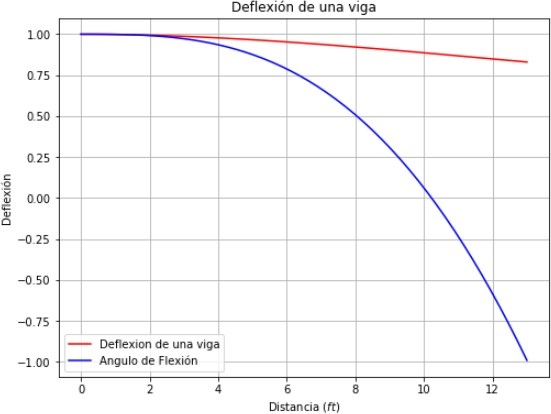 Deflexión de una viga
1.00
0.75
0.50
0.25
0.00
−0.25
−0.50
−0.75
−1.00
Deflexión
Deflexion de una viga
Angulo de Flexión
0 2 4 6 8 10 12
Distancia (ft)